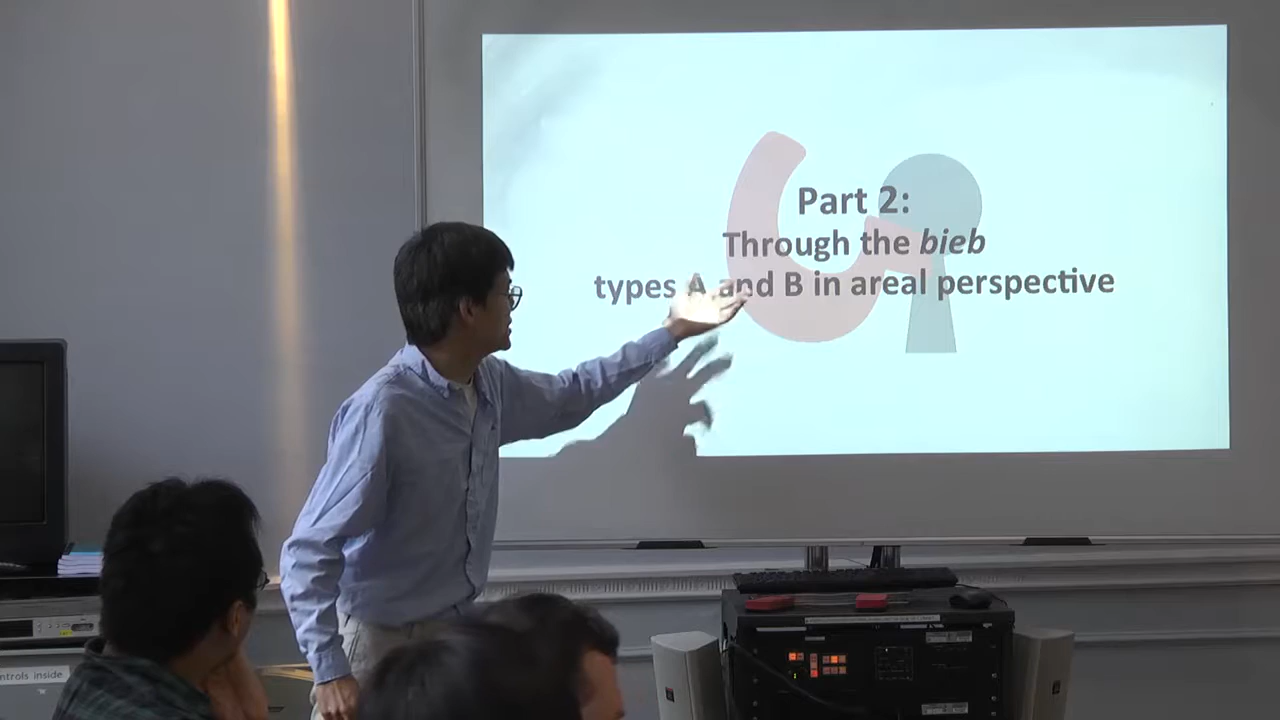 Part 2:
Through the bieb
types A and B in areal perspective
ntrols inside